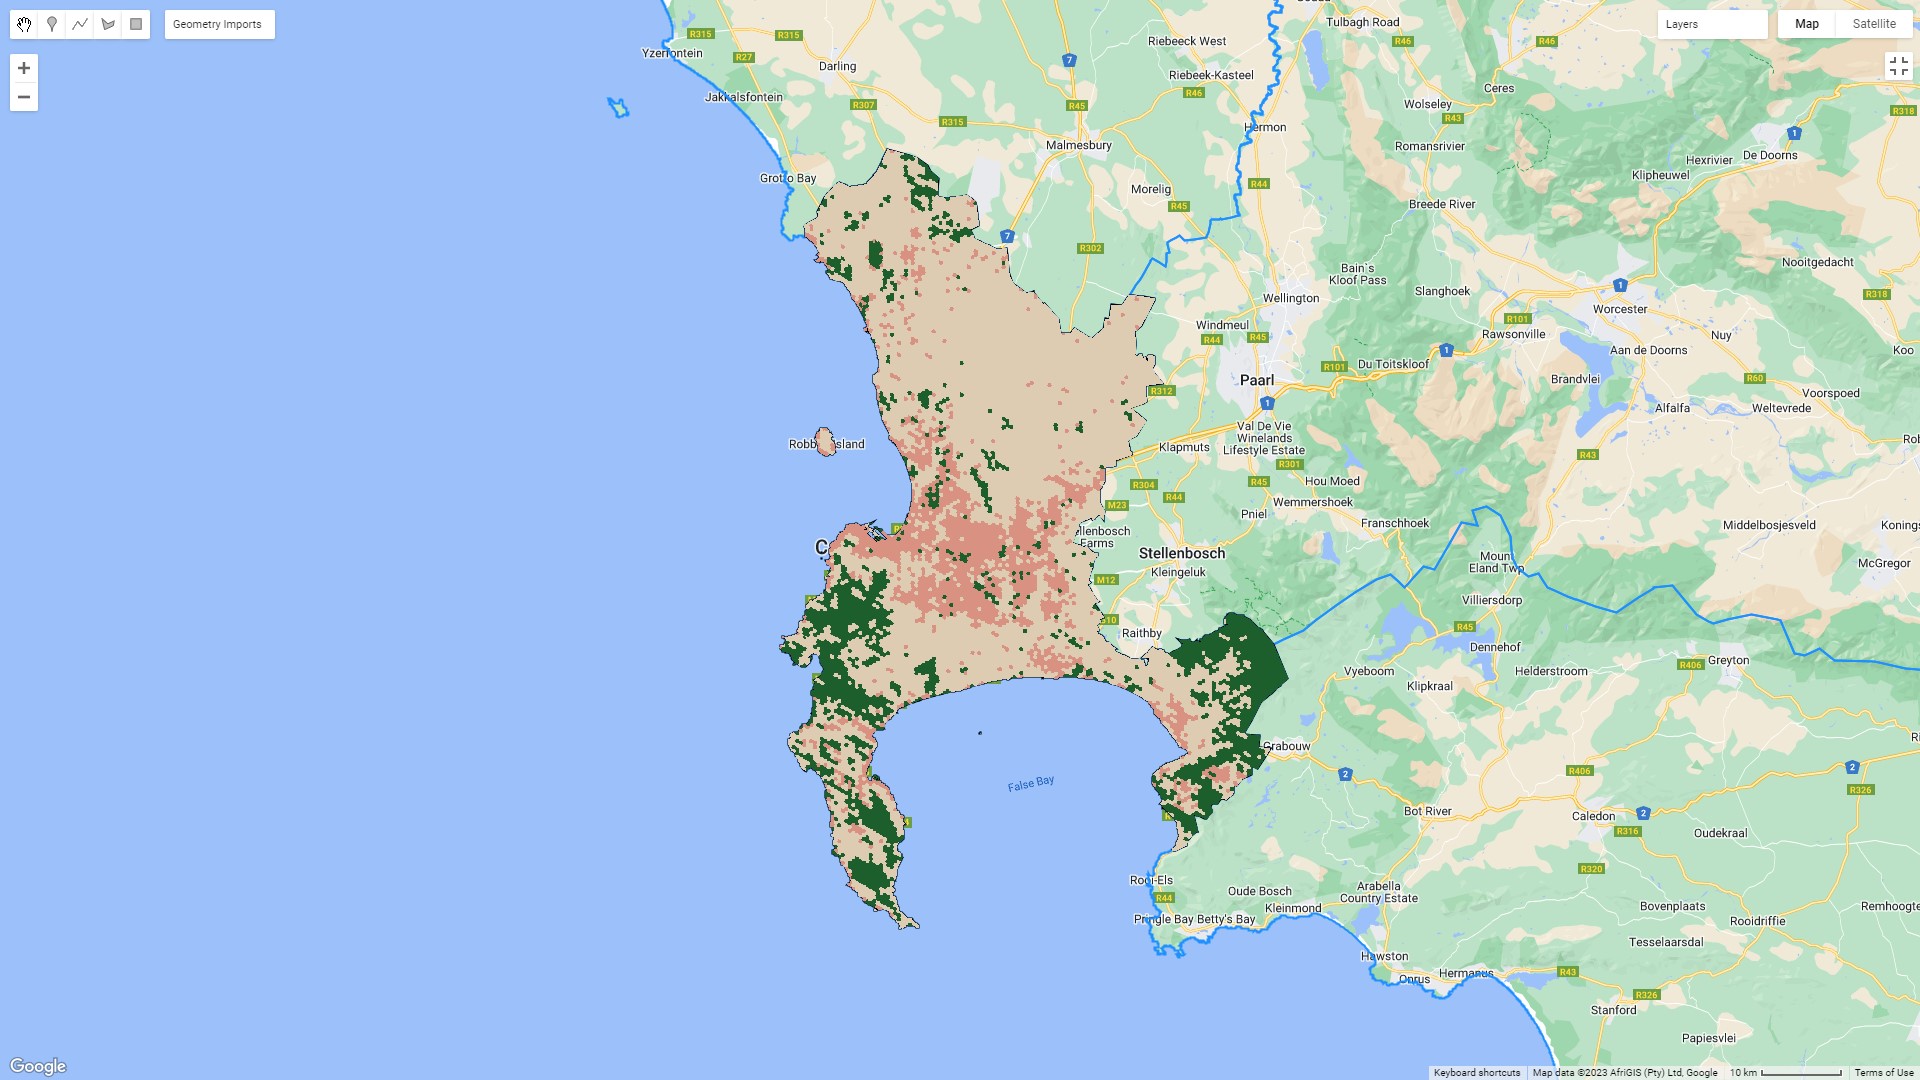 Geometry Imports
Layers
Map
Satellite
R315
R315
Yzerfontein
R27
Darling
Jakkalsfontein
R307
R315
7
R45
Malmesbury
Riebeeck West
Riebeek-Kasteel
R46
Tulbagh Road
R46
R46
Ceres
Wolseley
R43
R318
1
Hermon
Romansrivier
Hexrivier
De Doorns
Klipheuwel
Grotto Bay
Morelig
R44
R45
Breede River
7
R302
Bain's
Kloof Pass
Nooitgedacht
Slanghoek
1
R318
Wellington
Worcester
R101
Rawsonville
Windmeul
R44
R45
Nuy
1
Aan de Doorns
Koo
Du Toitskloof
R101
Paarl
Brandvlei
R60
R312
1
Voorspoed
Alfalfa
Weltevrede
Val De Vie
Winelands
Lifestyle Estate
Klapmuts
R301
R43
R304
R44
R45
Hou Moed
M23
Wemmershoek
Pniel
Franschhoek
Middelbosjesveld
Farms
Stellenbosch
Kleingeluk
M12
Mount
Eland Twp
McGregor
Villiersdorp
R45
Raithby
Dennehof
Vyeboom
Helderstroom
R406
Greyton
Klipkraal
Grabouw
False Bay
2
R406
2
R326
Bot River
2
Caledon
R316
Oudekraal
R320
Rooi-Els
R44
Oude Bosch
Arabella
Country Estate
Kleinmond
Pringle Bay
Betty's Bay
Bovenplaats
Rooidriffie
Tesselaarsdal
Hawston
Onrus
Hermanus
R43
R326
Stanford
Papiesvlei
Google
Keyboard shortcuts
Map data ©2023 AfriGIS (Pty) Ltd, Google
10 km
Terms of Use